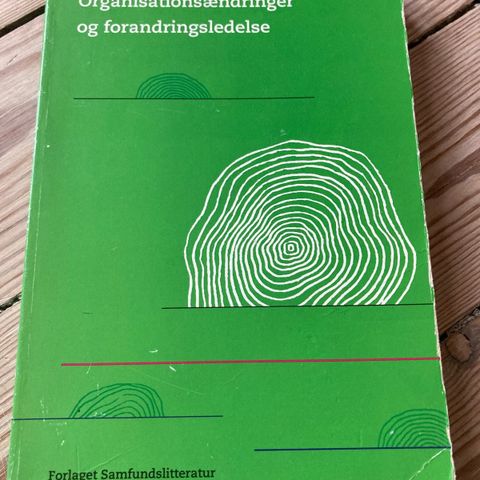 Organisationsændringer
og forandringsledelse
Forlaget Samfundslitteratur